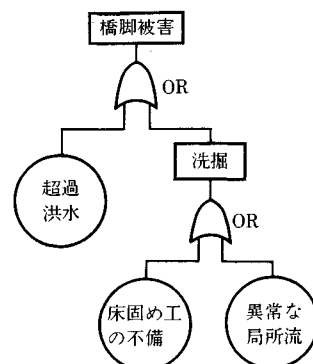 橋脚被害
OR
超過
洪水
洗掘
OR
床固め工
の不備
異常な
局所流